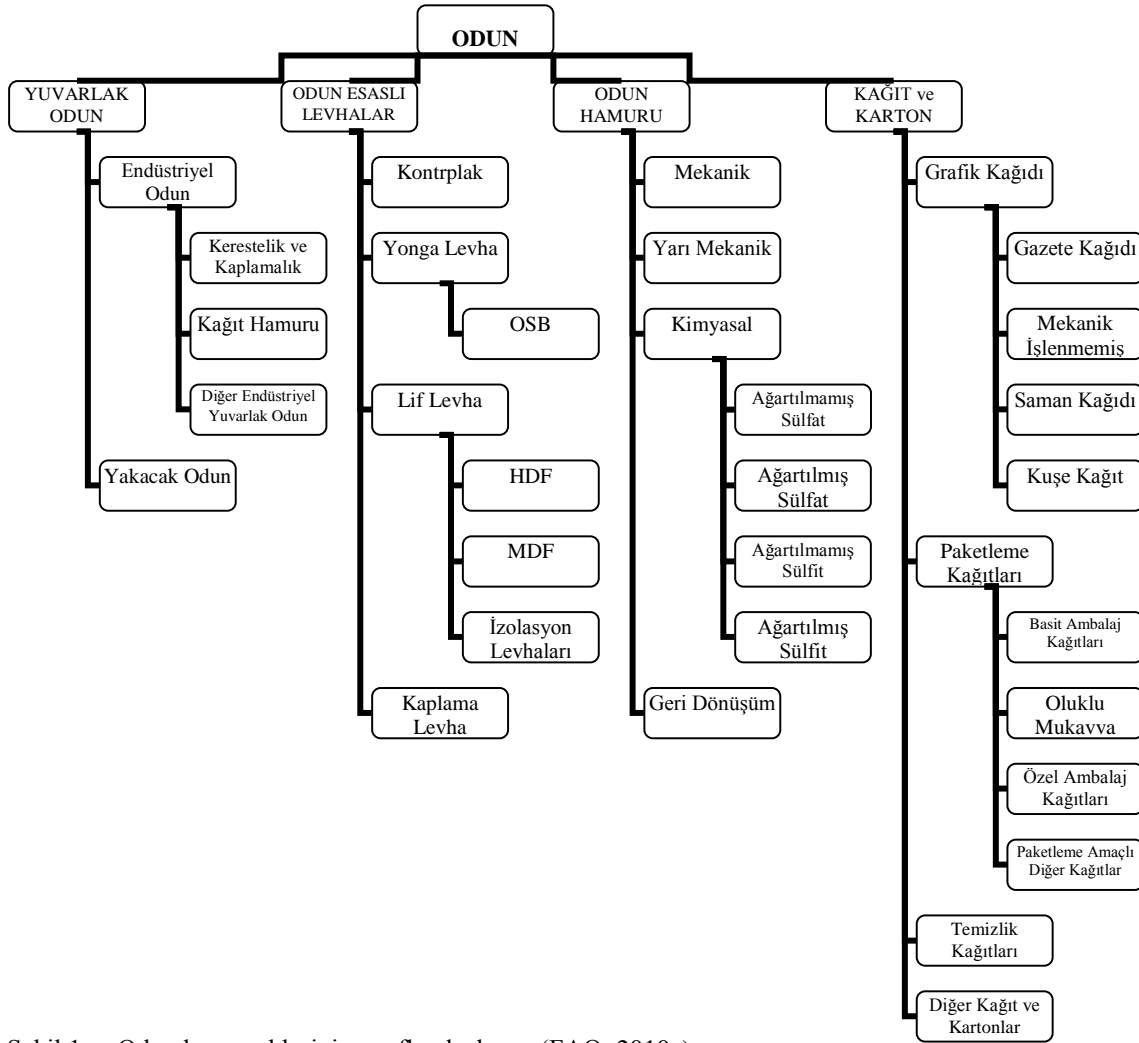 ODUN
YUVARLAK
ODUN
Endüstriyel
Odun
Kerestelik ve
Kaplamalık
Kağıt Hamuru
Diğer Endüstriyel
Yuvarlak Odun
Yakacak Odun
ODUN ESASLI
LEVHALAR
Kontrplak
Yonga Levha
OSB
Lif Levha
HDF
MDF
İzolasyon
Levhaları
Kaplama
Levha
ODUN
HAMURU
Mekanik
Yarı Mekanik
Kimyasal
Ağartılmamış
Sülfat
Ağartılmış
Sülfat
Ağartılmamış
Sülfit
Ağartılmış
Sülfit
Geri Dönüşüm
KAĞIT ve
KARTON
Grafik Kağıdı
Gazete Kağıdı
Mekanik
İşlenmemiş
Saman Kağıdı
Kuşe Kağıt
Paketleme
Kağıtları
Basit Ambalaj
Kağıtları
Oluklu
Mukavva
Özel Ambalaj
Kağıtları
Paketleme Amaçlı
Diğer Kağıtlar
Temizlik
Kağıtları
Diğer Kağıt ve
Kartonlar